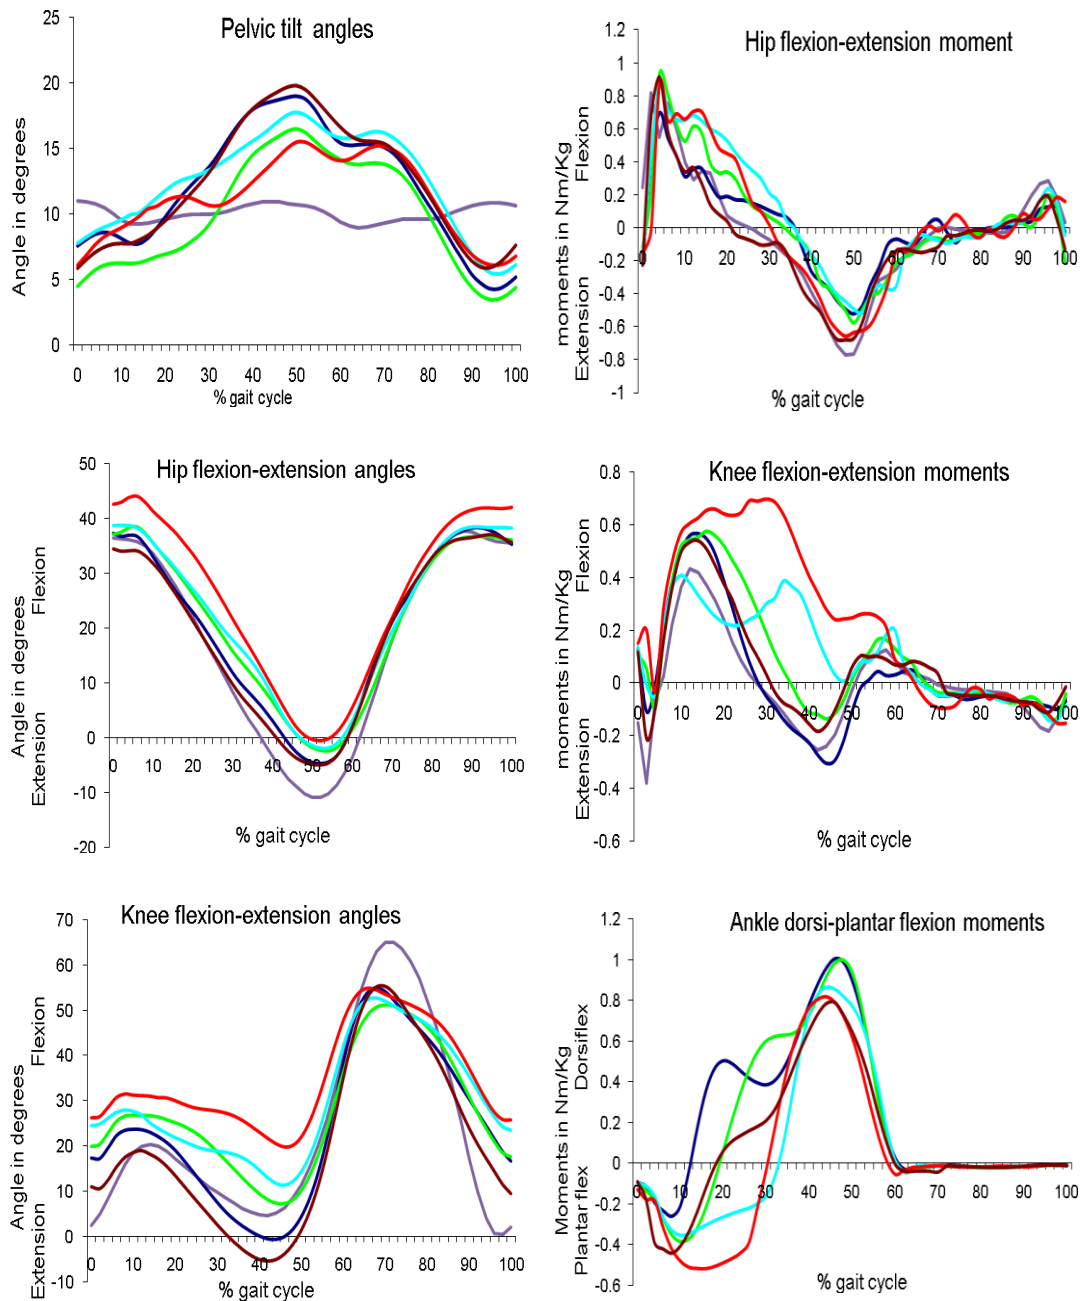 Pelvic tilt angles
Angle in degrees
25
20
15
10
5
0
0 10 20 30 40 50 60 70 80 90 100
% gait cycle
Hip flexion-extension moment
moments in Nm/Kg
Extension Flexion
1.2
1
0.8
0.6
0.4
0.2
0
-0.2
-0.4
-0.6
-0.8
-1
0 10 20 30 40 50 60 70 80 90 100
% gait cycle
Hip flexion-extension angles
Angle in degrees
Extension Flexion
50
40
30
20
10
0
-10
-20
0 10 20 30 40 50 60 70 80 90 100
% gait cycle
Knee flexion-extension moments
moments in Nm/Kg
Extension Flexion
0.8
0.6
0.4
0.2
0
-0.2
-0.4
-0.6
0 10 20 30 40 50 60 70 80 90 100
% gait cycle
Knee flexion-extension angles
Angle in degrees
Extension Flexion
70
60
50
40
30
20
10
0
-10
0 10 20 30 40 50 60 70 80 90 100
% gait cycle
Ankle dorsi-plantar flexion moments
Moments in Nm/Kg
Plantar flex Dorsiflex
1.2
1
0.8
0.6
0.4
0.2
0
-0.2
-0.4
-0.6
0 10 20 30 40 50 60 70 80 90 100
% gait cycle